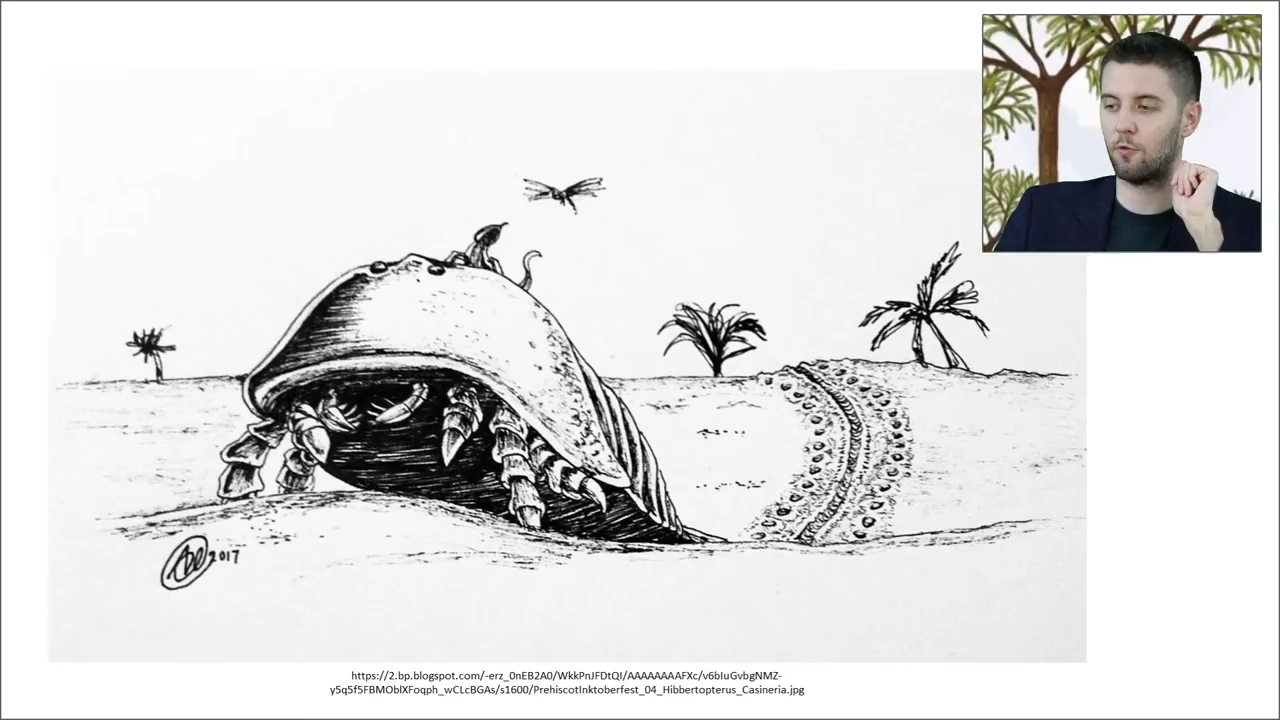 2017
https://2.bp.blogspot.com/-erz_0nEB2A0/WkkPnJFDtQI/AAAAAAAAFXc/v6bIuGvbgNMZ-
y5q5f5FBMOblXFoqph_wCLcBGAs/s1600/PrehiscotInktoberfest_04_Hibbertopterus_Casineria.jpg